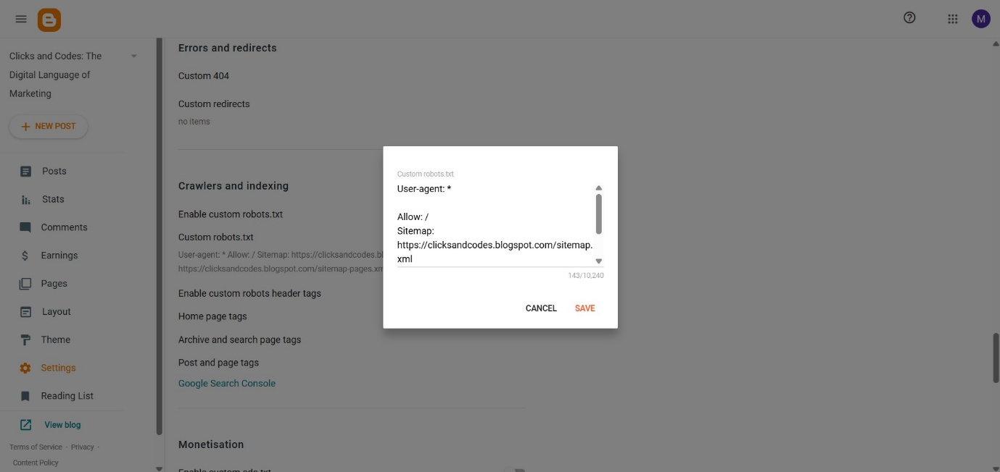 M
Clicks and Codes: The
Digital Language of
Marketing
NEW POST
Posts
Stats
Comments
Earnings
Pages
Layout
Theme
Settings
Reading List
View blog
Terms of Service · Privacy ·
Content Policy
Errors and redirects
Custom 404
Custom redirects
no items
Crawlers and indexing
Enable custom robots.txt
Custom robots.txt
User-agent: * Allow: / Sitemap: https://clicksandcodes.bl
https://clicksandcodes.blogspot.com/sitemap-pages.xm
Enable custom robots header tags
Home page tags
Archive and search page tags
Post and page tags
Google Search Console
Monetisation
Enable custom ads.txt
Custom robots.txt
User-agent: *

Allow: /
Sitemap:
https://clicksandcodes.blogspot.com/sitemap.
xml
143/10,240
CANCEL SAVE